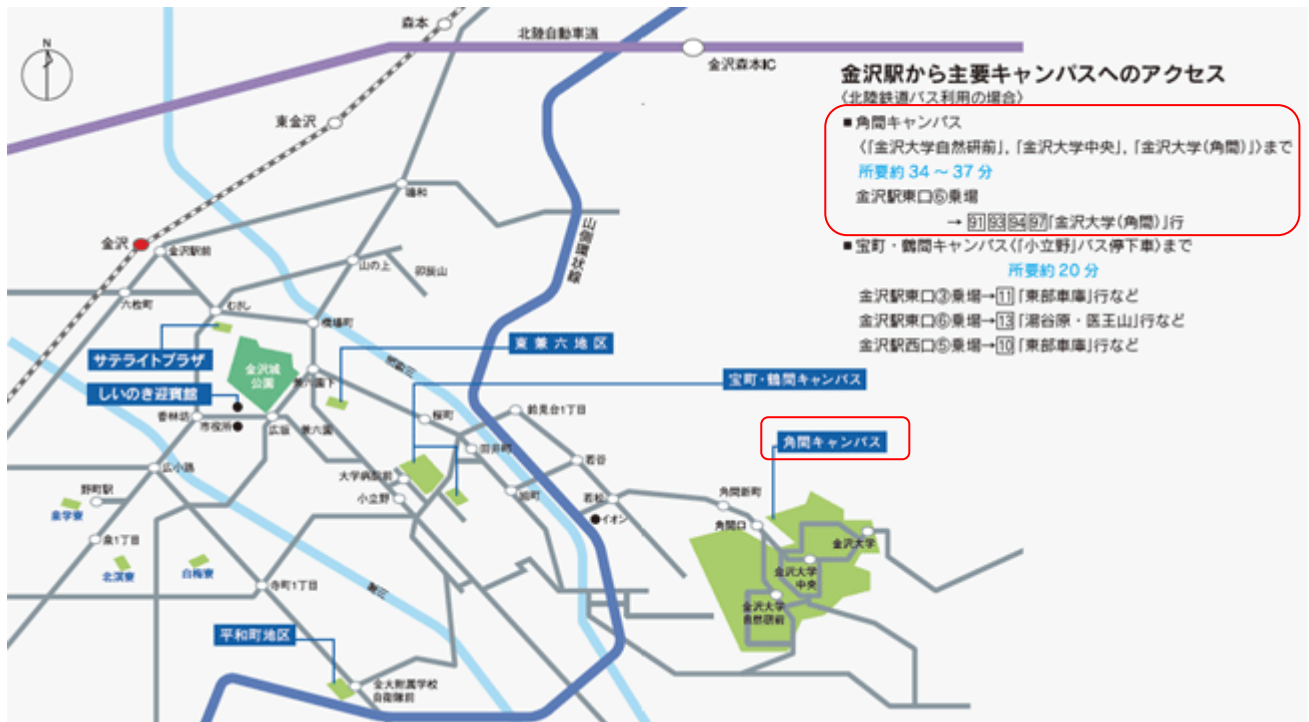 N
森本
北陸自動車道
金沢森本IC
東金沢
鳴和
山側環状線
金沢
金沢駅前
山の上
卯辰山
六枚町
むさし
橋場町
サテライトプラザ
しいのき迎賓館
金沢城
公園
兼六園下
東兼六地区
宝町・鶴間キャンパス
香林坊
市役所
広坂
兼六園
桜町
鈴見台1丁目
角間キャンパス
広小路
大学病院前
田井町
若谷
野町駅
泉学寮
小立野
旭町
若松
イオン
角間新町
角間口
金沢大学
泉1丁目
北溟寮
白梅寮
寺町1丁目
金沢大学
中央
金沢大学
自然研前
平和町地区
金大附属学校
自衛隊前
金沢駅から主要キャンパスへのアクセス
〈北陸鉄道バス利用の場合〉
■角間キャンパス
〈「金沢大学自然研前」,「金沢大学中央」,「金沢大学(角間)」〉まで
所要約 34 ～ 37 分
金沢駅東口⑥乗場
→ 91 93 94 97「金沢大学(角間)」行
■宝町・鶴間キャンパス〈「小立野」バス停下車〉まで
所要約 20 分
金沢駅東口③乗場→11「東部車庫」行など
金沢駅東口⑥乗場→13「湯谷原・医王山」行など
金沢駅西口⑤乗場→10「東部車庫」行など